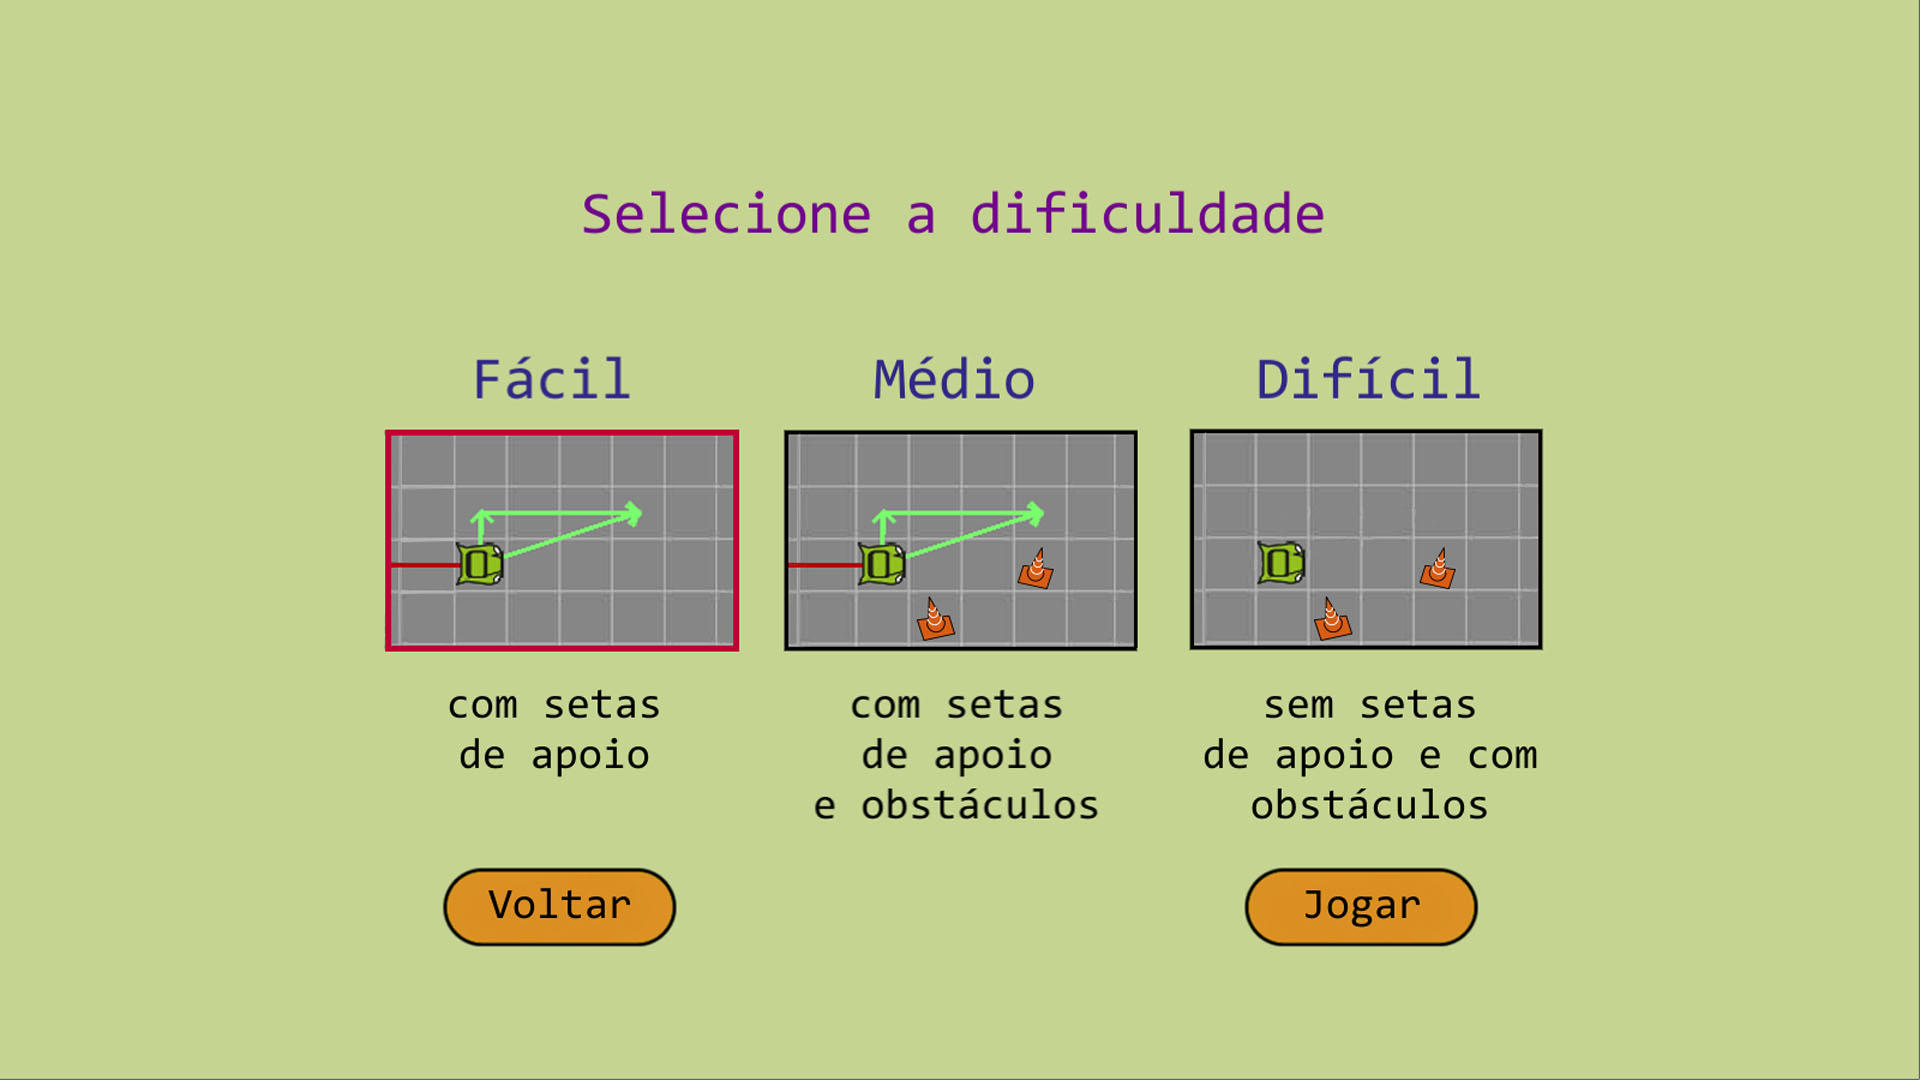 Selecione a dificuldade
Fácil
Médio
Difícil
com setas
de apoio
com setas
de apoio
e obstáculos
sem setas
de apoio e com
obstáculos
Voltar
Jogar